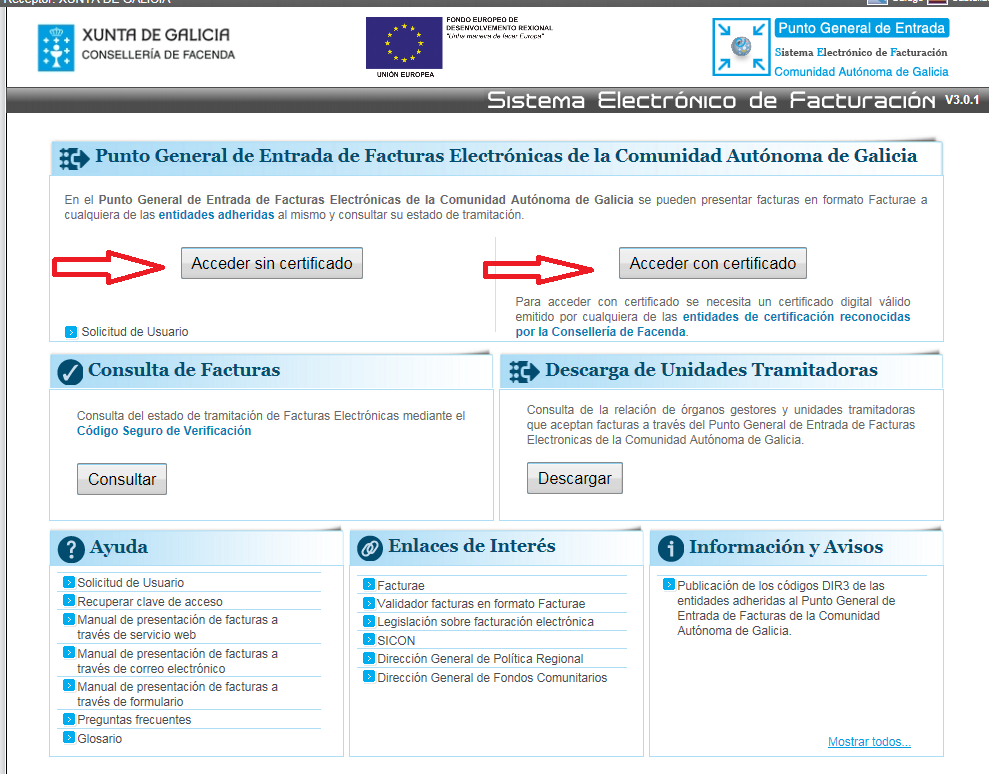 Receptor: XUNTA DE GALICIA
XUNTA DE GALICIA
CONSELLERÍA DE FACENDA
FONDO EUROPEO DE
DESENVOLVEMENTO REXIONAL
"Unha maneira de facer Europa"
UNIÓN EUROPEA
Punto General de Entrada
Sistema Electrónico de Facturación
Comunidad Autónoma de Galicia
Sistema Electrónico de Facturación V3.0.1
Punto General de Entrada de Facturas Electrónicas de la Comunidad Autónoma de Galicia
En el Punto General de Entrada de Facturas Electrónicas de la Comunidad Autónoma de Galicia se pueden presentar facturas en formato Facturae a
cualquiera de las entidades adheridas al mismo y consultar su estado de tramitación.
Acceder sin certificado
Solicitud de Usuario
Acceder con certificado
Para acceder con certificado se necesita un certificado digital válido
emitido por cualquiera de las entidades de certificación reconocidas
por la Consellería de Facenda.
Consulta de Facturas
Consulta del estado de tramitación de Facturas Electrónicas mediante el
Código Seguro de Verificación
Consultar
Descarga de Unidades Tramitadoras
Consulta de la relación de órganos gestores y unidades tramitadoras
que aceptan facturas a través del Punto General de Entrada de Facturas
Electronicas de la Comunidad Autónoma de Galicia.
Descargar
Ayuda
Solicitud de Usuario
Recuperar clave de acceso
Manual de presentación de facturas a
través de servicio web
Manual de presentación de facturas a
través de correo electrónico
Manual de presentación de facturas a
través de formulario
Preguntas frecuentes
Glosario
Enlaces de Interés
Facturae
Validador facturas en formato Facturae
Legislación sobre facturación electrónica
SICON
Dirección General de Política Regional
Dirección General de Fondos Comunitarios
Información y Avisos
Publicación de los códigos DIR3 de las
entidades adheridas al Punto General de
Entrada de Facturas de la Comunidad
Autónoma de Galicia.
Mostrar todos...